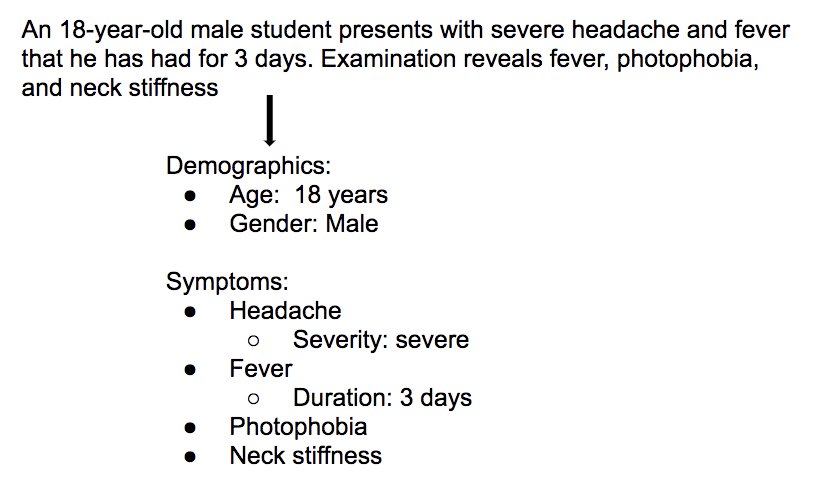 An 18-year-old male student presents with severe headache and fever
that he has had for 3 days. Examination reveals fever, photophobia,
and neck stiffness
Demographics:
● Age: 18 years
● Gender: Male
Symptoms:
● Headache
○ Severity: severe
● Fever
○ Duration: 3 days
● Photophobia
● Neck stiffness